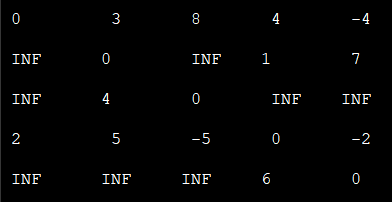 0 3 8 4 -4
INF 0 INF 1 7
INF 4 0 INF INF
2 5 -5 0 -2
INF INF INF 6 0